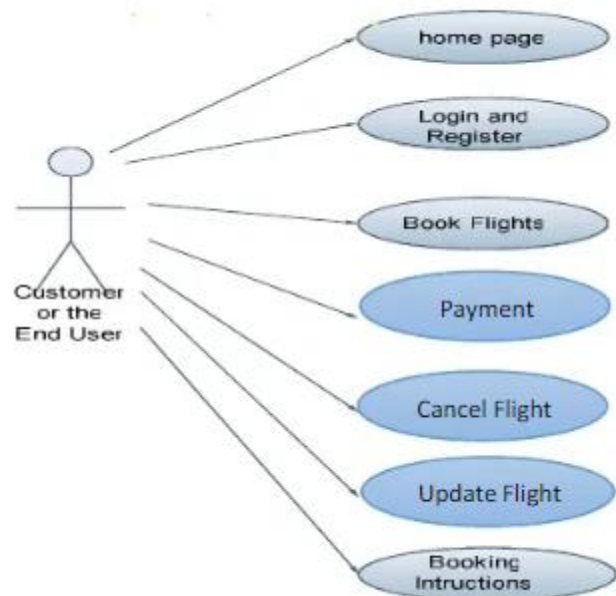 home page
Login and
Register
Book Flights
Payment
Customer
or the
End User
Cancel Flight
Update Flight
Booking
Intructions